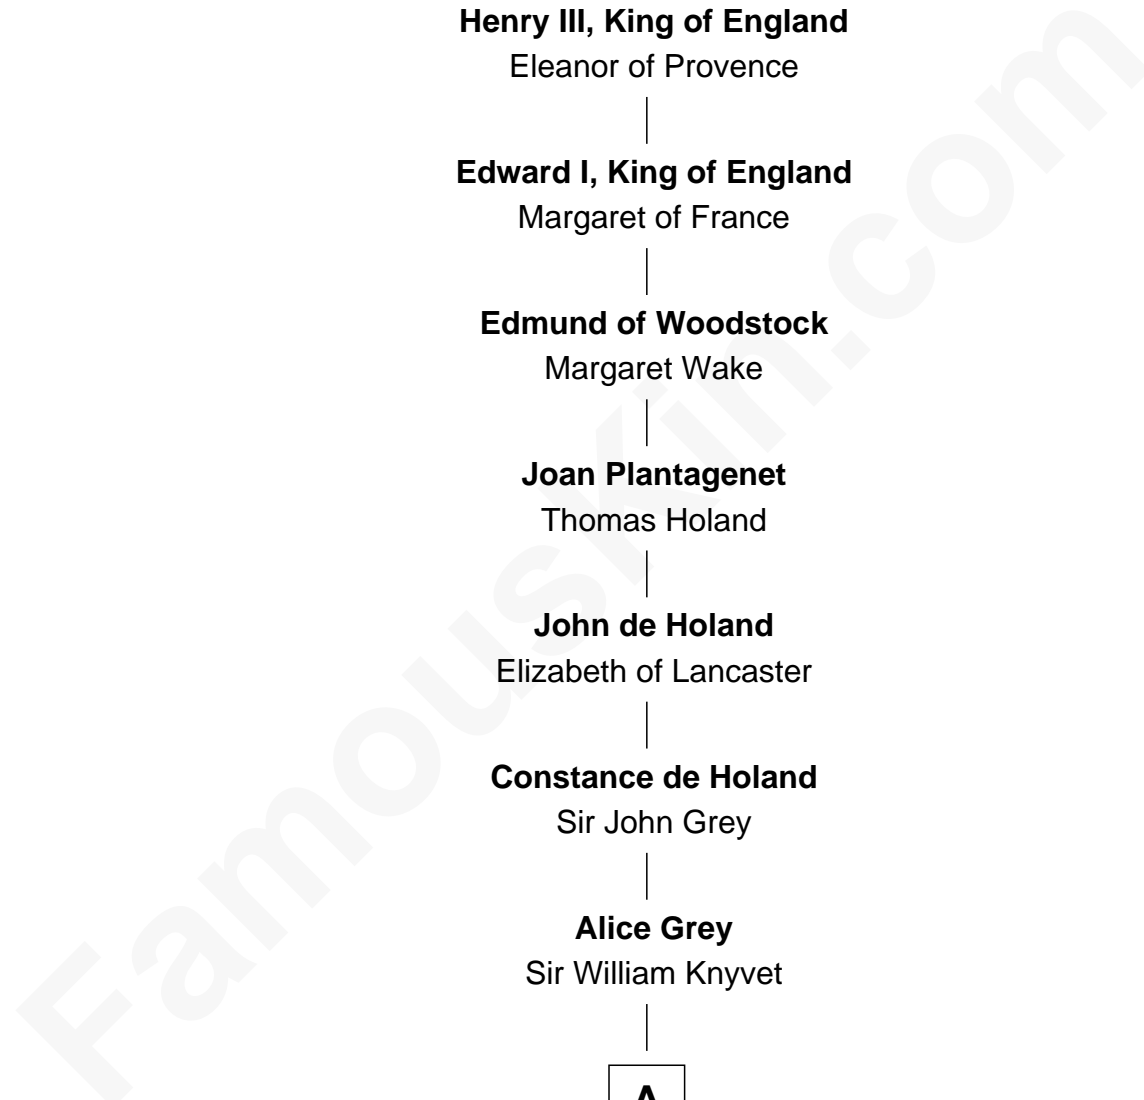 Henry III, King of England
Eleanor of Provence
Edward I, King of England
Margaret of France
Edmund of Woodstock
Margaret Wake
Joan Plantagenet
Thomas Holand
John de Holand
Elizabeth of Lancaster
Constance de Holand
Sir John Grey
Alice Grey
Sir William Knyvet
A
FamousKin.com